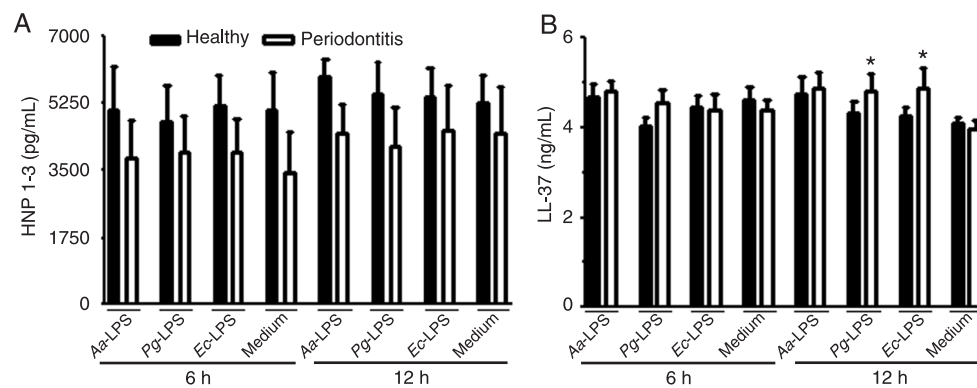 A
HNP 1-3 (pg/mL)
7000
5250
3500
1750
0
Healthy Periodontitis
Aa-LPS Pg-LPS Ec-LPS Medium Aa-LPS Pg-LPS Ec-LPS Medium
6 h 12 h
B
LL-37 (ng/mL)
6
4
2
0
* *
Aa-LPS Pg-LPS Ec-LPS Medium Aa-LPS Pg-LPS Ec-LPS Medium
6 h 12 h